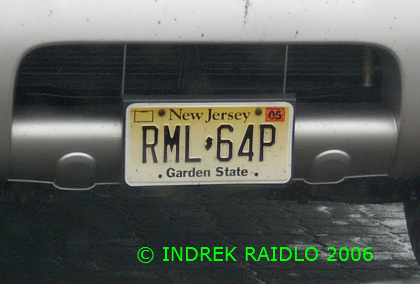 New Jersey 05
RML 64P
Garden State
© INDREK RAIDLO 2006